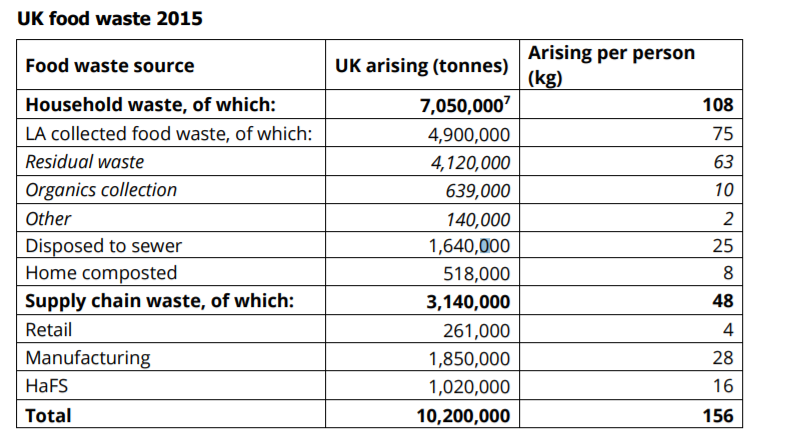 UK food waste 2015
Food waste source UK arising (tonnes) Arising per person
(kg)
Household waste, of which: 7,050,000⁷ 108
LA collected food waste, of which: 4,900,000 75
Residual waste 4,120,000 63
Organics collection 639,000 10
Other 140,000 2
Disposed to sewer 1,640,000 25
Home composted 518,000 8
Supply chain waste, of which: 3,140,000 48
Retail 261,000 4
Manufacturing 1,850,000 28
HaFS 1,020,000 16
Total 10,200,000 156